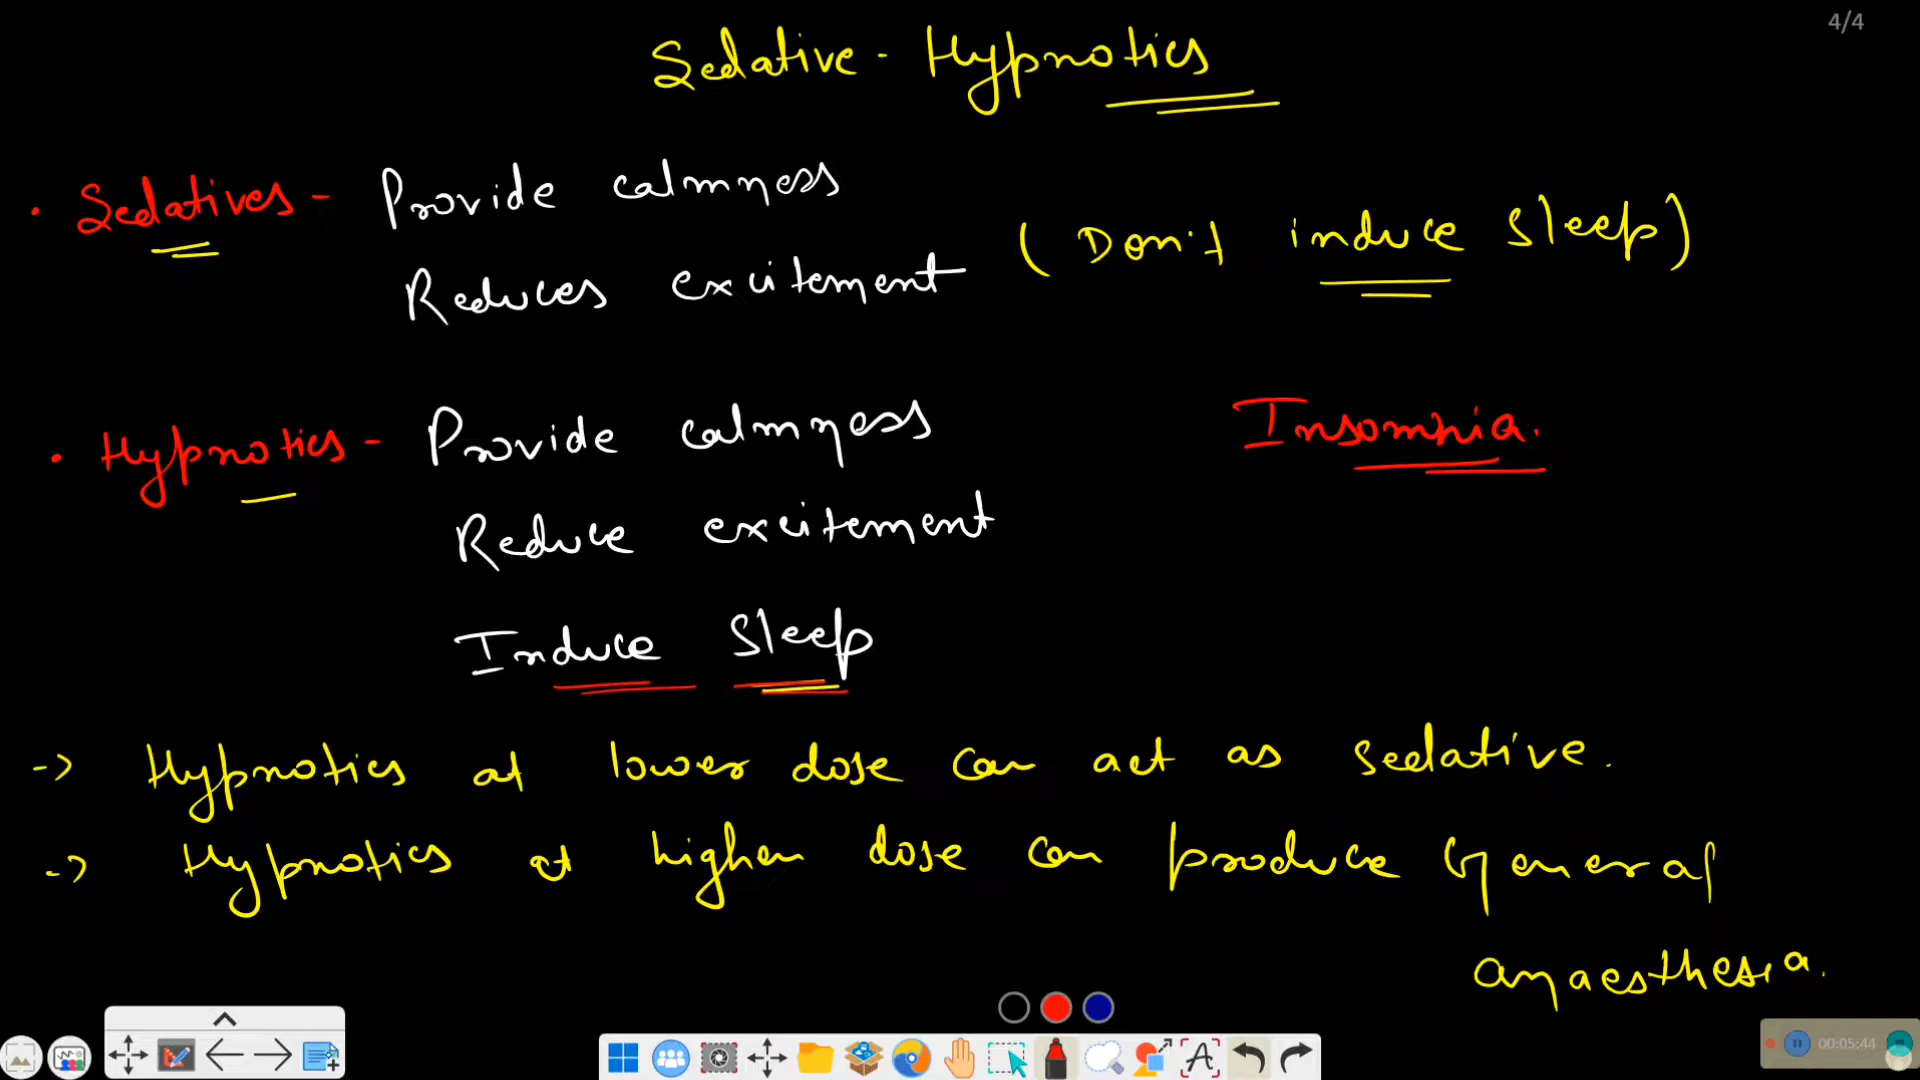 4/4
Sedative - Hypnotics
• Sedatives - Provide calmness
Reduces excitement (Don't induce sleep)
• Hypnotics - Provide calmness Insomnia.
Reduce excitement
Induce sleep
-> Hypnotics at lower dose can act as sedative.
-> Hypnotics at higher dose can produce General
anaesthesia.
00:05:44